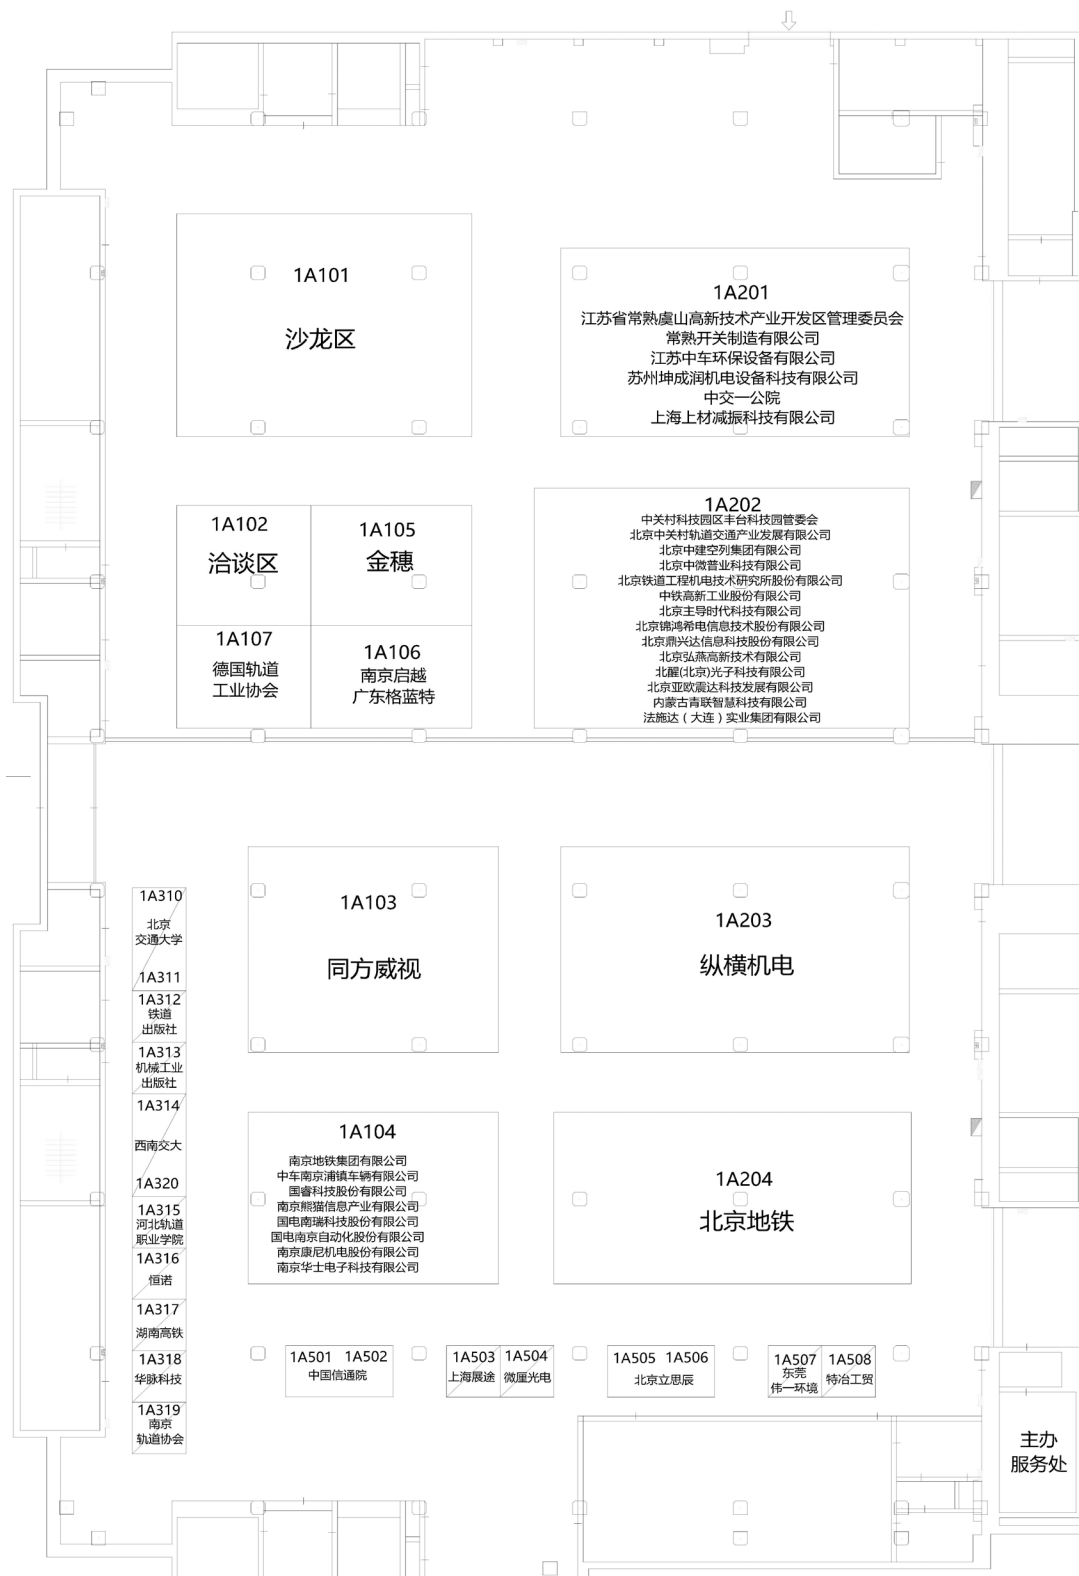 1A101
沙龙区
1A201
江苏省常熟虞山高新技术产业开发区管理委员会
常熟开关制造有限公司
江苏中车环保设备有限公司
苏州坤成润机电设备科技有限公司
中交一公院
上海上材减振科技有限公司
1A102
洽谈区
1A105
金穗
1A107
德国轨道
工业协会
1A106
南京启越
广东格蓝特
1A202
中关村科技园区丰台科技园管委会
北京中关村轨道交通产业发展有限公司
北京中建空列集团有限公司
北京中微普业科技有限公司
北京铁道工程机电技术研究所股份有限公司
中铁高新工业股份有限公司
北京主导时代科技有限公司
北京锦鸿希电信息技术股份有限公司
北京鼎兴达信息科技股份有限公司
北京弘燕高新技术有限公司
北醒(北京)光子科技有限公司
北京亚欧震达科技发展有限公司
内蒙古青联智慧科技有限公司
法施达（大连）实业集团有限公司
1A310
北京
交通大学
1A311
1A312
铁道
出版社
1A313
机械工业
出版社
1A314
西南交大
1A320
1A315
河北轨道
职业学院
1A316
恒诺
1A317
湖南高铁
1A318
华脉科技
1A319
南京
轨道协会
1A103
同方威视
1A203
纵横机电
1A104
南京地铁集团有限公司
中车南京浦镇车辆有限公司
国睿科技股份有限公司
南京熊猫信息产业有限公司
国电南瑞科技股份有限公司
国电南京自动化股份有限公司
南京康尼机电股份有限公司
南京华士电子科技有限公司
1A204
北京地铁
1A501 1A502
中国信通院
1A503
上海展途
1A504
微厘光电
1A505 1A506
北京立思辰
1A507
东莞
伟一环境
1A508
特冶工贸
主办
服务处